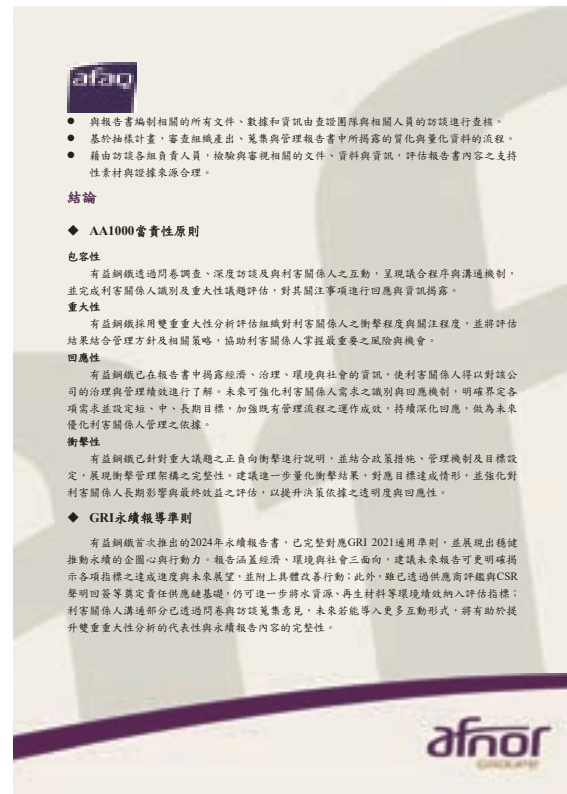 afaq
● 與報告書編制相關的所有文件、數據和資訊由查證團隊與相關人員的訪談進行查核。
● 基於抽樣計畫，審查組織產出、蒐集與管理報告書中所揭露的質化與量化資料的流程。
● 藉由訪談各組負責人員，檢驗與審視相關的文件、資料與資訊，評估報告書內容之支持
性素材與證據來源合理。
結論
◆ AA1000當責性原則
包容性
有益鋼鐵透過問卷調查、深度訪談及與利害關係人之互動，呈現議合程序與溝通機制，
並完成利害關係人識別及重大性議題評估，對其關注事項進行回應與資訊揭露。
重大性
有益鋼鐵採用雙重重大性分析評估組織對利害關係人之衝擊程度與關注程度，並將評估
結果結合管理方針及相關策略，協助利害關係人掌握最重要之風險與機會。
回應性
有益鋼鐵已在報告書中揭露經濟、治理、環境與社會的資訊，使利害關係人得以對該公
司的治理與管理績效進行了解。未來可強化利害關係人需求之識別與回應機制，明確界定各
項需求並設定短、中、長期目標，加強既有管理流程之運作成效，持續深化回應，做為未來
優化利害關係人管理之依據。
衝擊性
有益鋼鐵已針對重大議題之正負向衝擊進行說明，並結合政策措施、管理機制及目標設
定，展現衝擊管理架構之完整性。建議進一步量化衝擊結果，對應目標達成情形，並強化對
利害關係人長期影響與最終效益之評估，以提升決策依據之透明度與回應性。
◆ GRI永續報導準則
有益鋼鐵首次推出的2024年永續報告書，已完整對應GRI 2021通用準則，並展現出穩健
推動永續的企圖心與行動力。報告涵蓋經濟、環境與社會三面向，建議未來報告可更明確揭
示各項指標之達成進度與未來展望，並附上具體改善行動；此外，雖已透過供應商評鑑與CSR
聲明回簽等奠定責任供應鏈基礎，仍可進一步將水資源、再生材料等環境績效納入評估指標；
利害關係人溝通部分已透過問卷與訪談蒐集意見，未來若能導入更多互動形式，將有助於提
升雙重重大性分析的代表性與永續報告內容的完整性。
afnor
GROUPE